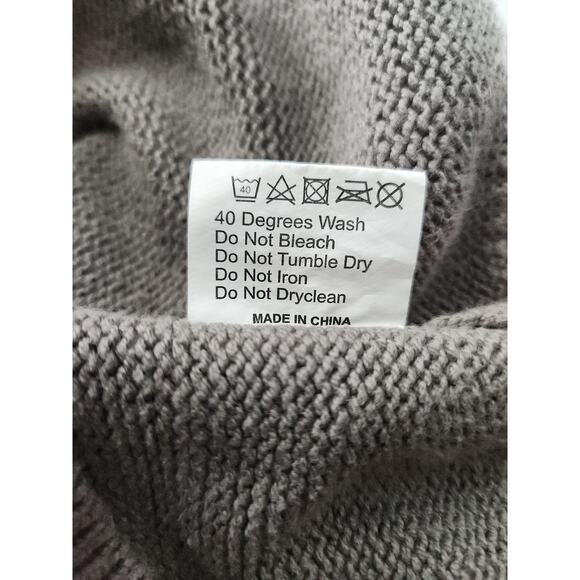 40
40 Degrees Wash
Do Not Bleach
Do Not Tumble Dry
Do Not Iron
Do Not Dryclean
MADE IN CHINA